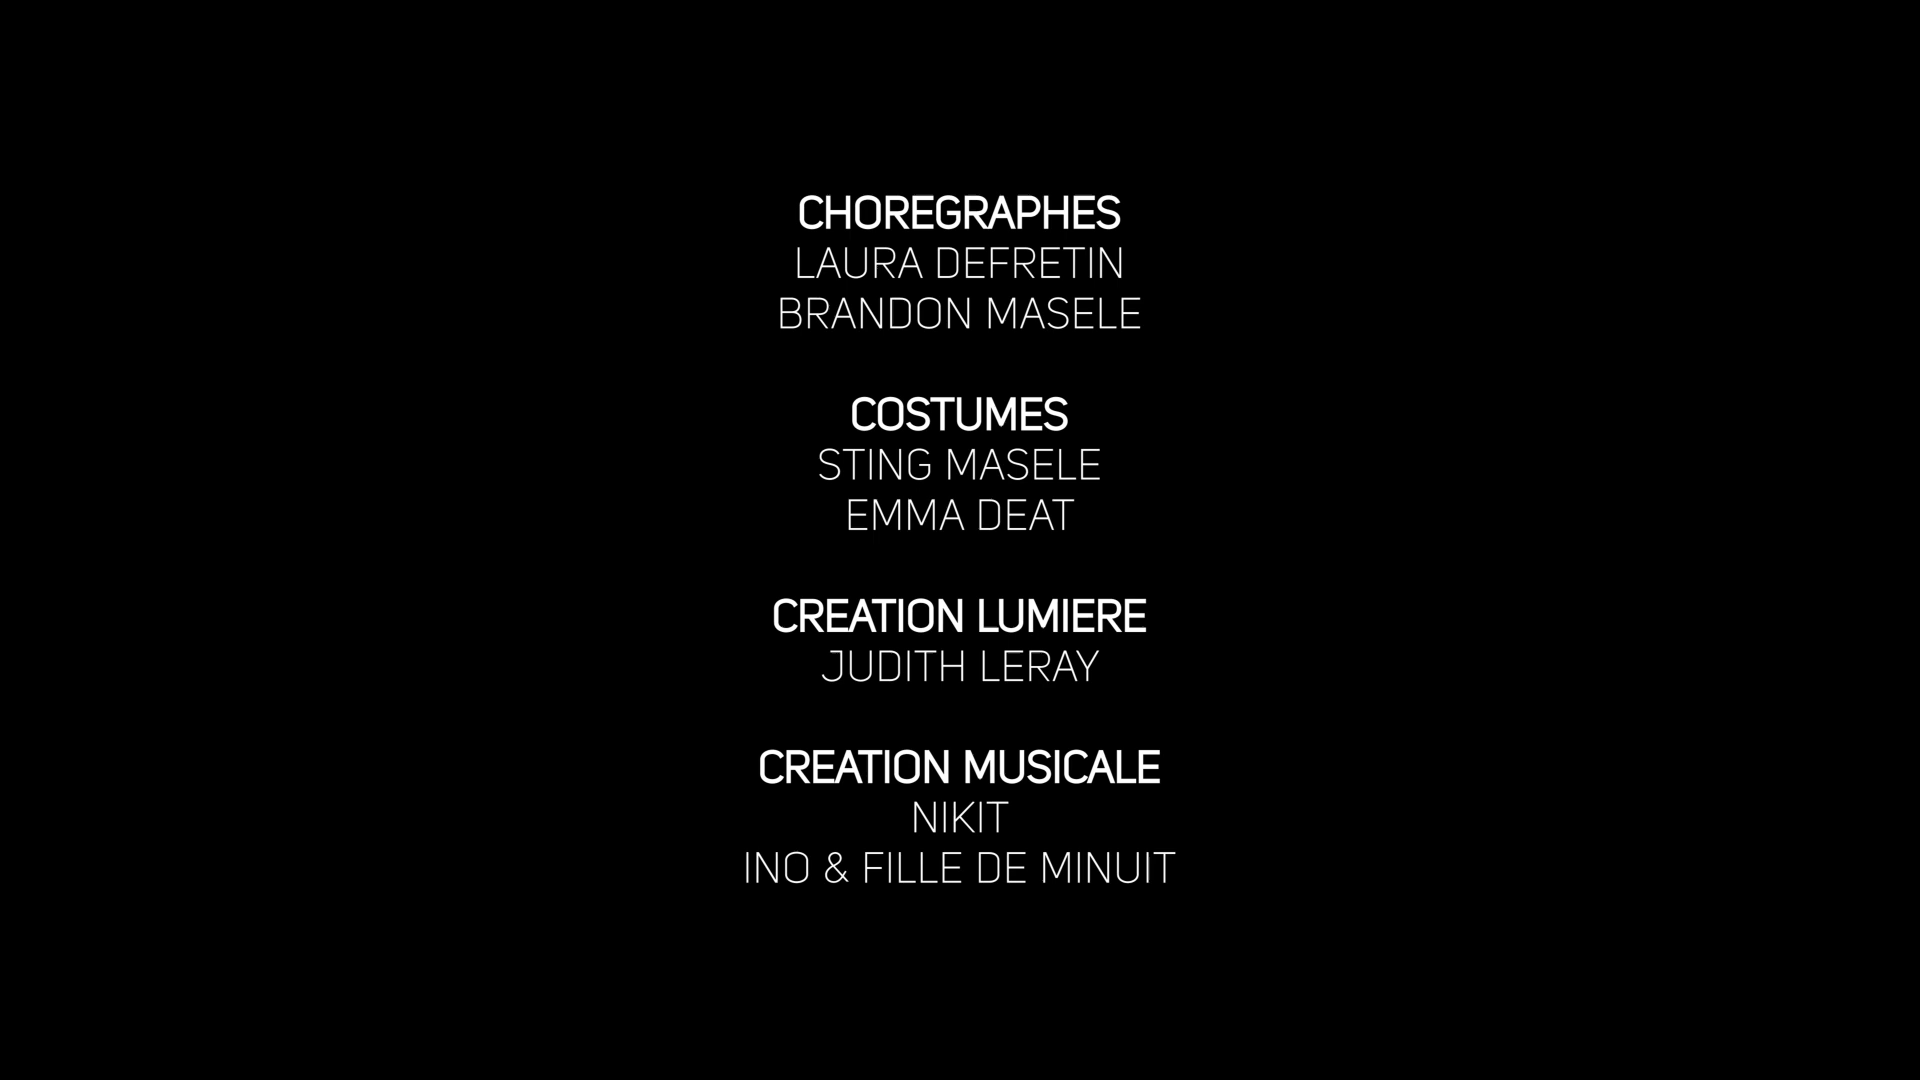 CHOREGRAPHES
LAURA DEFRETIN
BRANDON MASELE
COSTUMES
STING MASELE
EMMA DEAT
CREATION LUMIERE
JUDITH LERAY
CREATION MUSICALE
NIKIT
INO & FILLE DE MINUIT